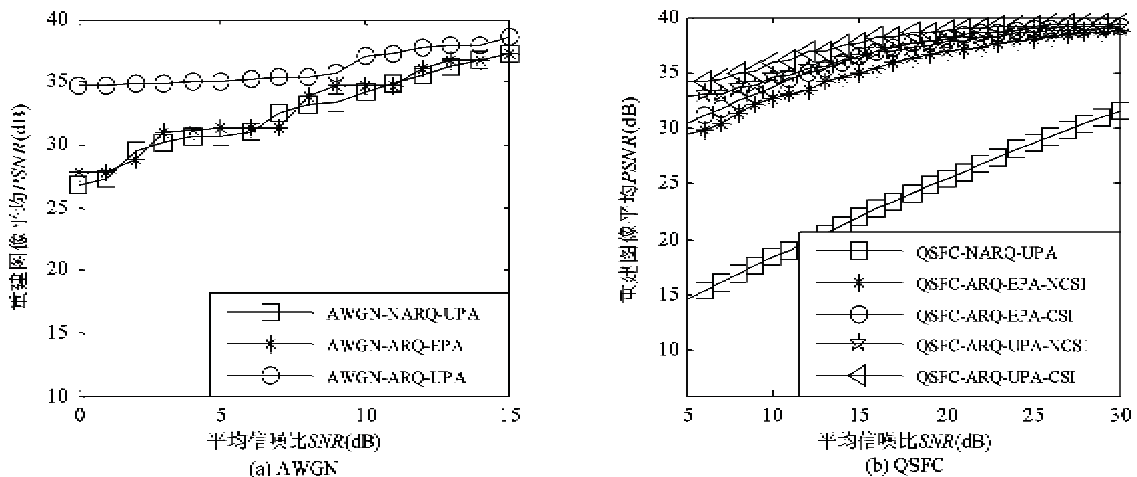 40
35
30
25
20
15
10
重建图像平均PSNR(dB)
AWGN-NARQ-UPA
AWGN-ARQ-EPA
AWGN-ARQ-UPA
0
5
10
15
平均信噪比SNR(dB)
(a) AWGN
40
35
30
25
20
15
10
重建图像平均PSNR(dB)
QSFC-NARQ-UPA
QSFC-ARQ-EPA-NCSI
QSFC-ARQ-EPA-CSI
QSFC-ARQ-UPA-NCSI
QSFC-ARQ-UPA-CSI
5
10
15
20
25
30
平均信噪比SNR(dB)
(b) QSFC